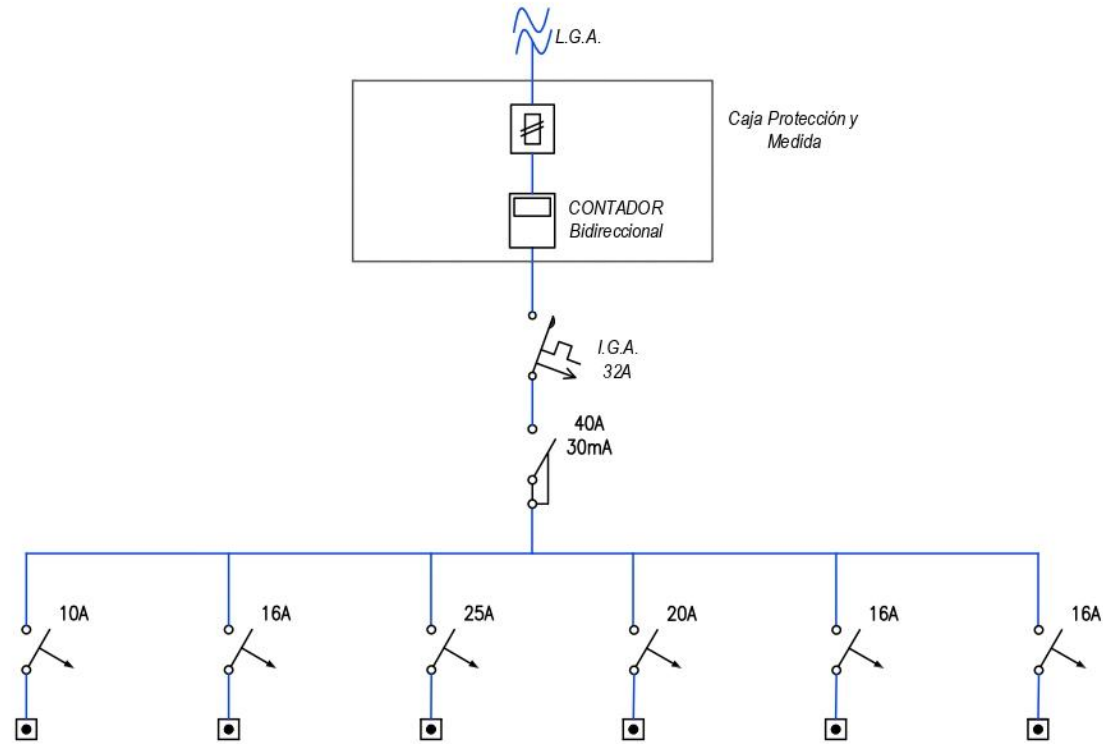 L.G.A.
Caja Protección y
Medida
CONTADOR
Bidireccional
I.G.A.
32A
40A
30mA
10A
16A
25A
20A
16A
16A